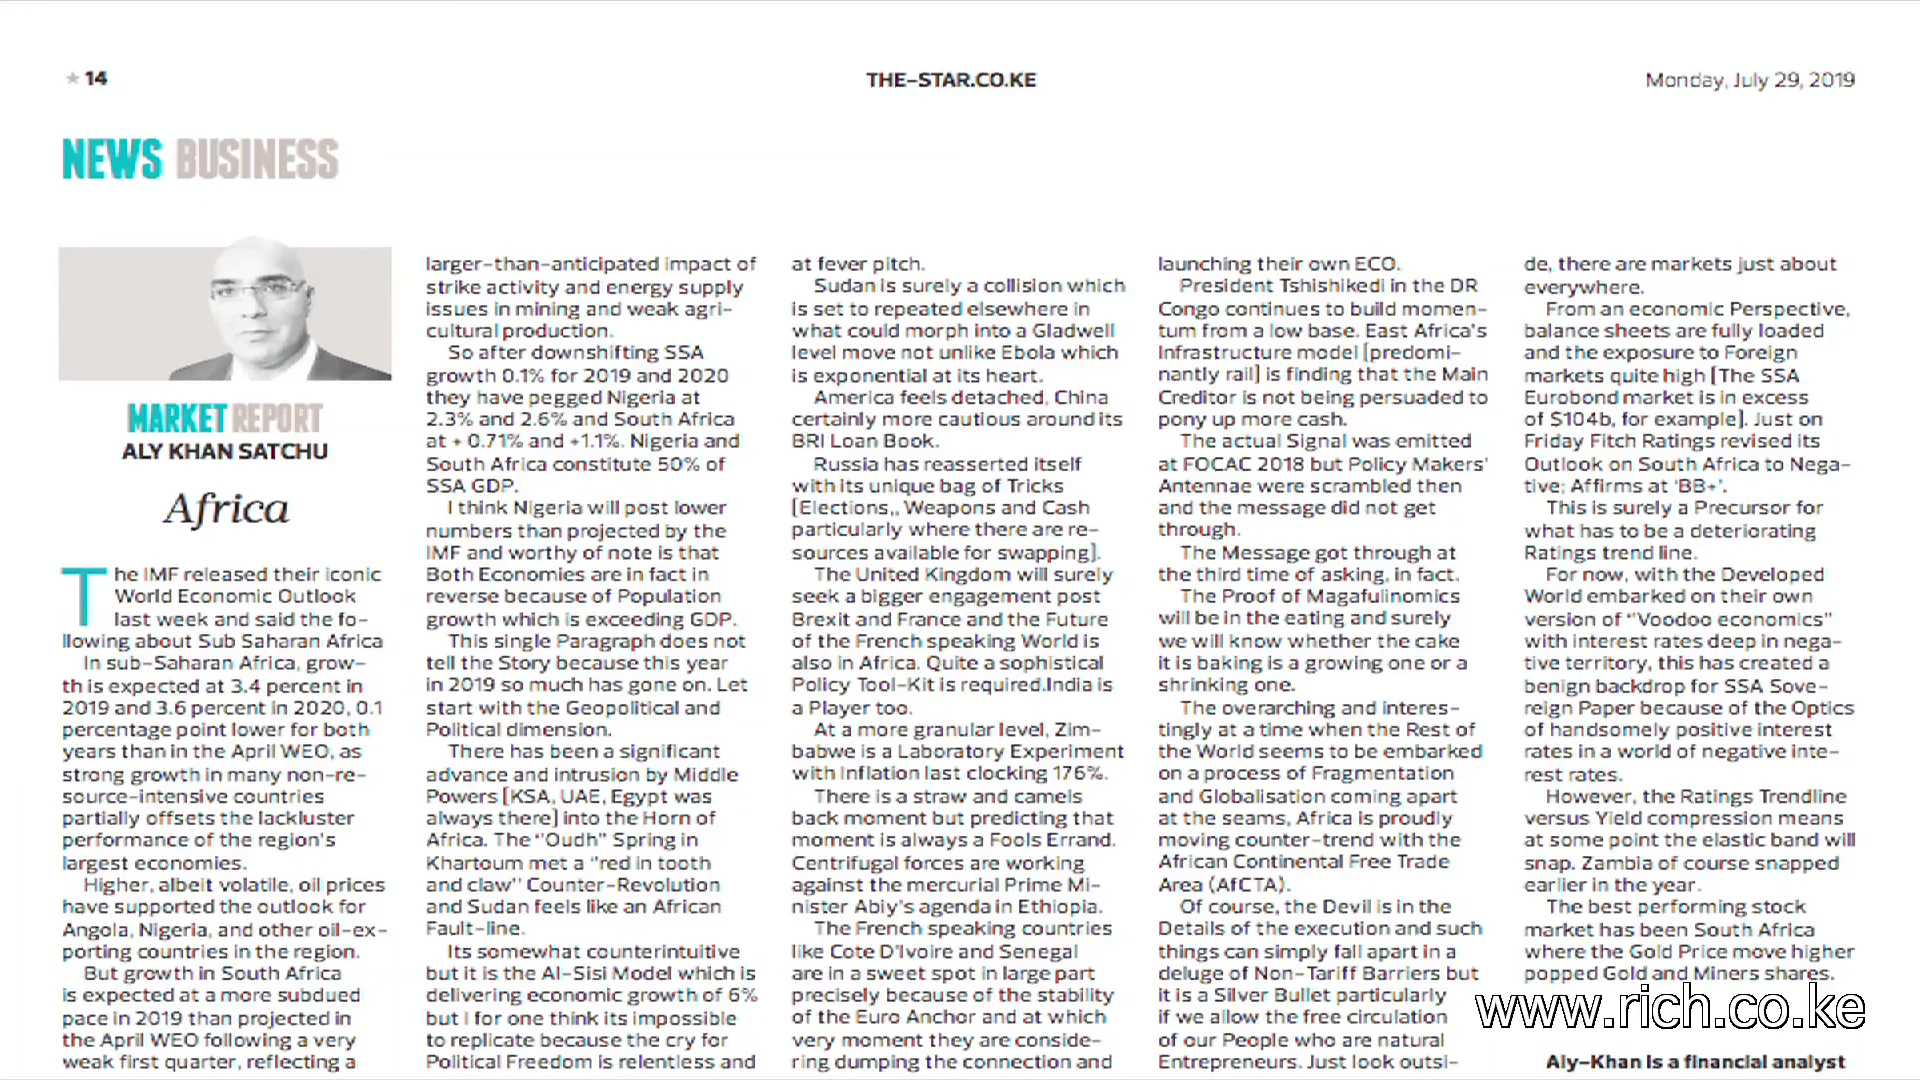 14
THE-STAR.CO.KE
Monday, July 29, 2019
NEWS BUSINESS
MARKET REPORT
ALY KHAN SATCHU
Africa
The IMF released their iconic
World Economic Outlook
last week and said the fo-
llowing about Sub Saharan Africa
In sub-Saharan Africa, grow-
th is expected at 3.4 percent in
2019 and 3.6 percent in 2020, 0.1
percentage point lower for both
years than in the April WEO, as
strong growth in many non-re-
source-intensive countries
partially offsets the lackluster
performance of the region's
largest economies.
Higher, albeit volatile, oil prices
have supported the outlook for
Angola, Nigeria, and other oil-ex-
porting countries in the region.
But growth in South Africa
is expected at a more subdued
pace in 2019 than projected in
the April WEO following a very
weak first quarter, reflecting a
larger-than-anticipated impact of
strike activity and energy supply
issues in mining and weak agri-
cultural production.
So after downshifting SSA
growth 0.1% for 2019 and 2020
they have pegged Nigeria at
2.3% and 2.6% and South Africa
at + 0.71% and +1.1%. Nigeria and
South Africa constitute 50% of
SSA GDP.
I think Nigeria will post lower
numbers than projected by the
IMF and worthy of note is that
Both Economies are in fact in
reverse because of Population
growth which is exceeding GDP.
This single Paragraph does not
tell the Story because this year
in 2019 so much has gone on. Let
start with the Geopolitical and
Political dimension.
There has been a significant
advance and intrusion by Middle
Powers [KSA, UAE, Egypt was
always there] into the Horn of
Africa. The "Oudh" Spring in
Khartoum met a "red in tooth
and claw" Counter-Revolution
and Sudan feels like an African
Fault-line.
Its somewhat counterintuitive
but it is the Al-Sisi Model which is
delivering economic growth of 6%
but I for one think its impossible
to replicate because the cry for
Political Freedom is relentless and
at fever pitch.
Sudan is surely a collision which
is set to repeated elsewhere in
what could morph into a Gladwell
level move not unlike Ebola which
is exponential at its heart.
America feels detached, China
certainly more cautious around its
BRI Loan Book.
Russia has reasserted itself
with its unique bag of Tricks
[Elections,, Weapons and Cash
particularly where there are re-
sources available for swapping].
The United Kingdom will surely
seek a bigger engagement post
Brexit and France and the Future
of the French speaking World is
also in Africa. Quite a sophistical
Policy Tool-Kit is required.India is
a Player too.
At a more granular level, Zim-
babwe is a Laboratory Experiment
with Inflation last clocking 176%.
There is a straw and camels
back moment but predicting that
moment is always a Fools Errand.
Centrifugal forces are working
against the mercurial Prime Mi-
nister Abiy's agenda in Ethiopia.
The French speaking countries
like Cote D'Ivoire and Senegal
are in a sweet spot in large part
precisely because of the stability
of the Euro Anchor and at which
very moment they are conside-
ring dumping the connection and
launching their own ECO.
President Tshishikedi in the DR
Congo continues to build momen-
tum from a low base. East Africa's
Infrastructure model [predomi-
nantly rail] is finding that the Main
Creditor is not being persuaded to
pony up more cash.
The actual Signal was emitted
at FOCAC 2018 but Policy Makers'
Antennae were scrambled then
and the message did not get
through.
The Message got through at
the third time of asking, in fact.
The Proof of Magafulinomics
will be in the eating and surely
we will know whether the cake
it is baking is a growing one or a
shrinking one.
The overarching and interes-
tingly at a time when the Rest of
the World seems to be embarked
on a process of Fragmentation
and Globalisation coming apart
at the seams, Africa is proudly
moving counter-trend with the
African Continental Free Trade
Area (AfCTA).
Of course, the Devil is in the
Details of the execution and such
things can simply fall apart in a
deluge of Non-Tariff Barriers but
it is a Silver Bullet particularly
if we allow the free circulation
of our People who are natural
Entrepreneurs. Just look outsi-
de, there are markets just about
everywhere.
From an economic Perspective,
balance sheets are fully loaded
and the exposure to Foreign
markets quite high [The SSA
Eurobond market is in excess
of $104b, for example]. Just on
Friday Fitch Ratings revised its
Outlook on South Africa to Nega-
tive; Affirms at 'BB+'.
This is surely a Precursor for
what has to be a deteriorating
Ratings trend line.
For now, with the Developed
World embarked on their own
version of "Voodoo economics"
with interest rates deep in nega-
tive territory, this has created a
benign backdrop for SSA Sove-
reign Paper because of the Optics
of handsomely positive interest
rates in a world of negative inte-
rest rates.
However, the Ratings Trendline
versus Yield compression means
at some point the elastic band will
snap. Zambia of course snapped
earlier in the year.
The best performing stock
market has been South Africa
where the Gold Price move higher
popped Gold and Miners shares.
www.rich.co.ke
Aly-Khan is a financial analyst